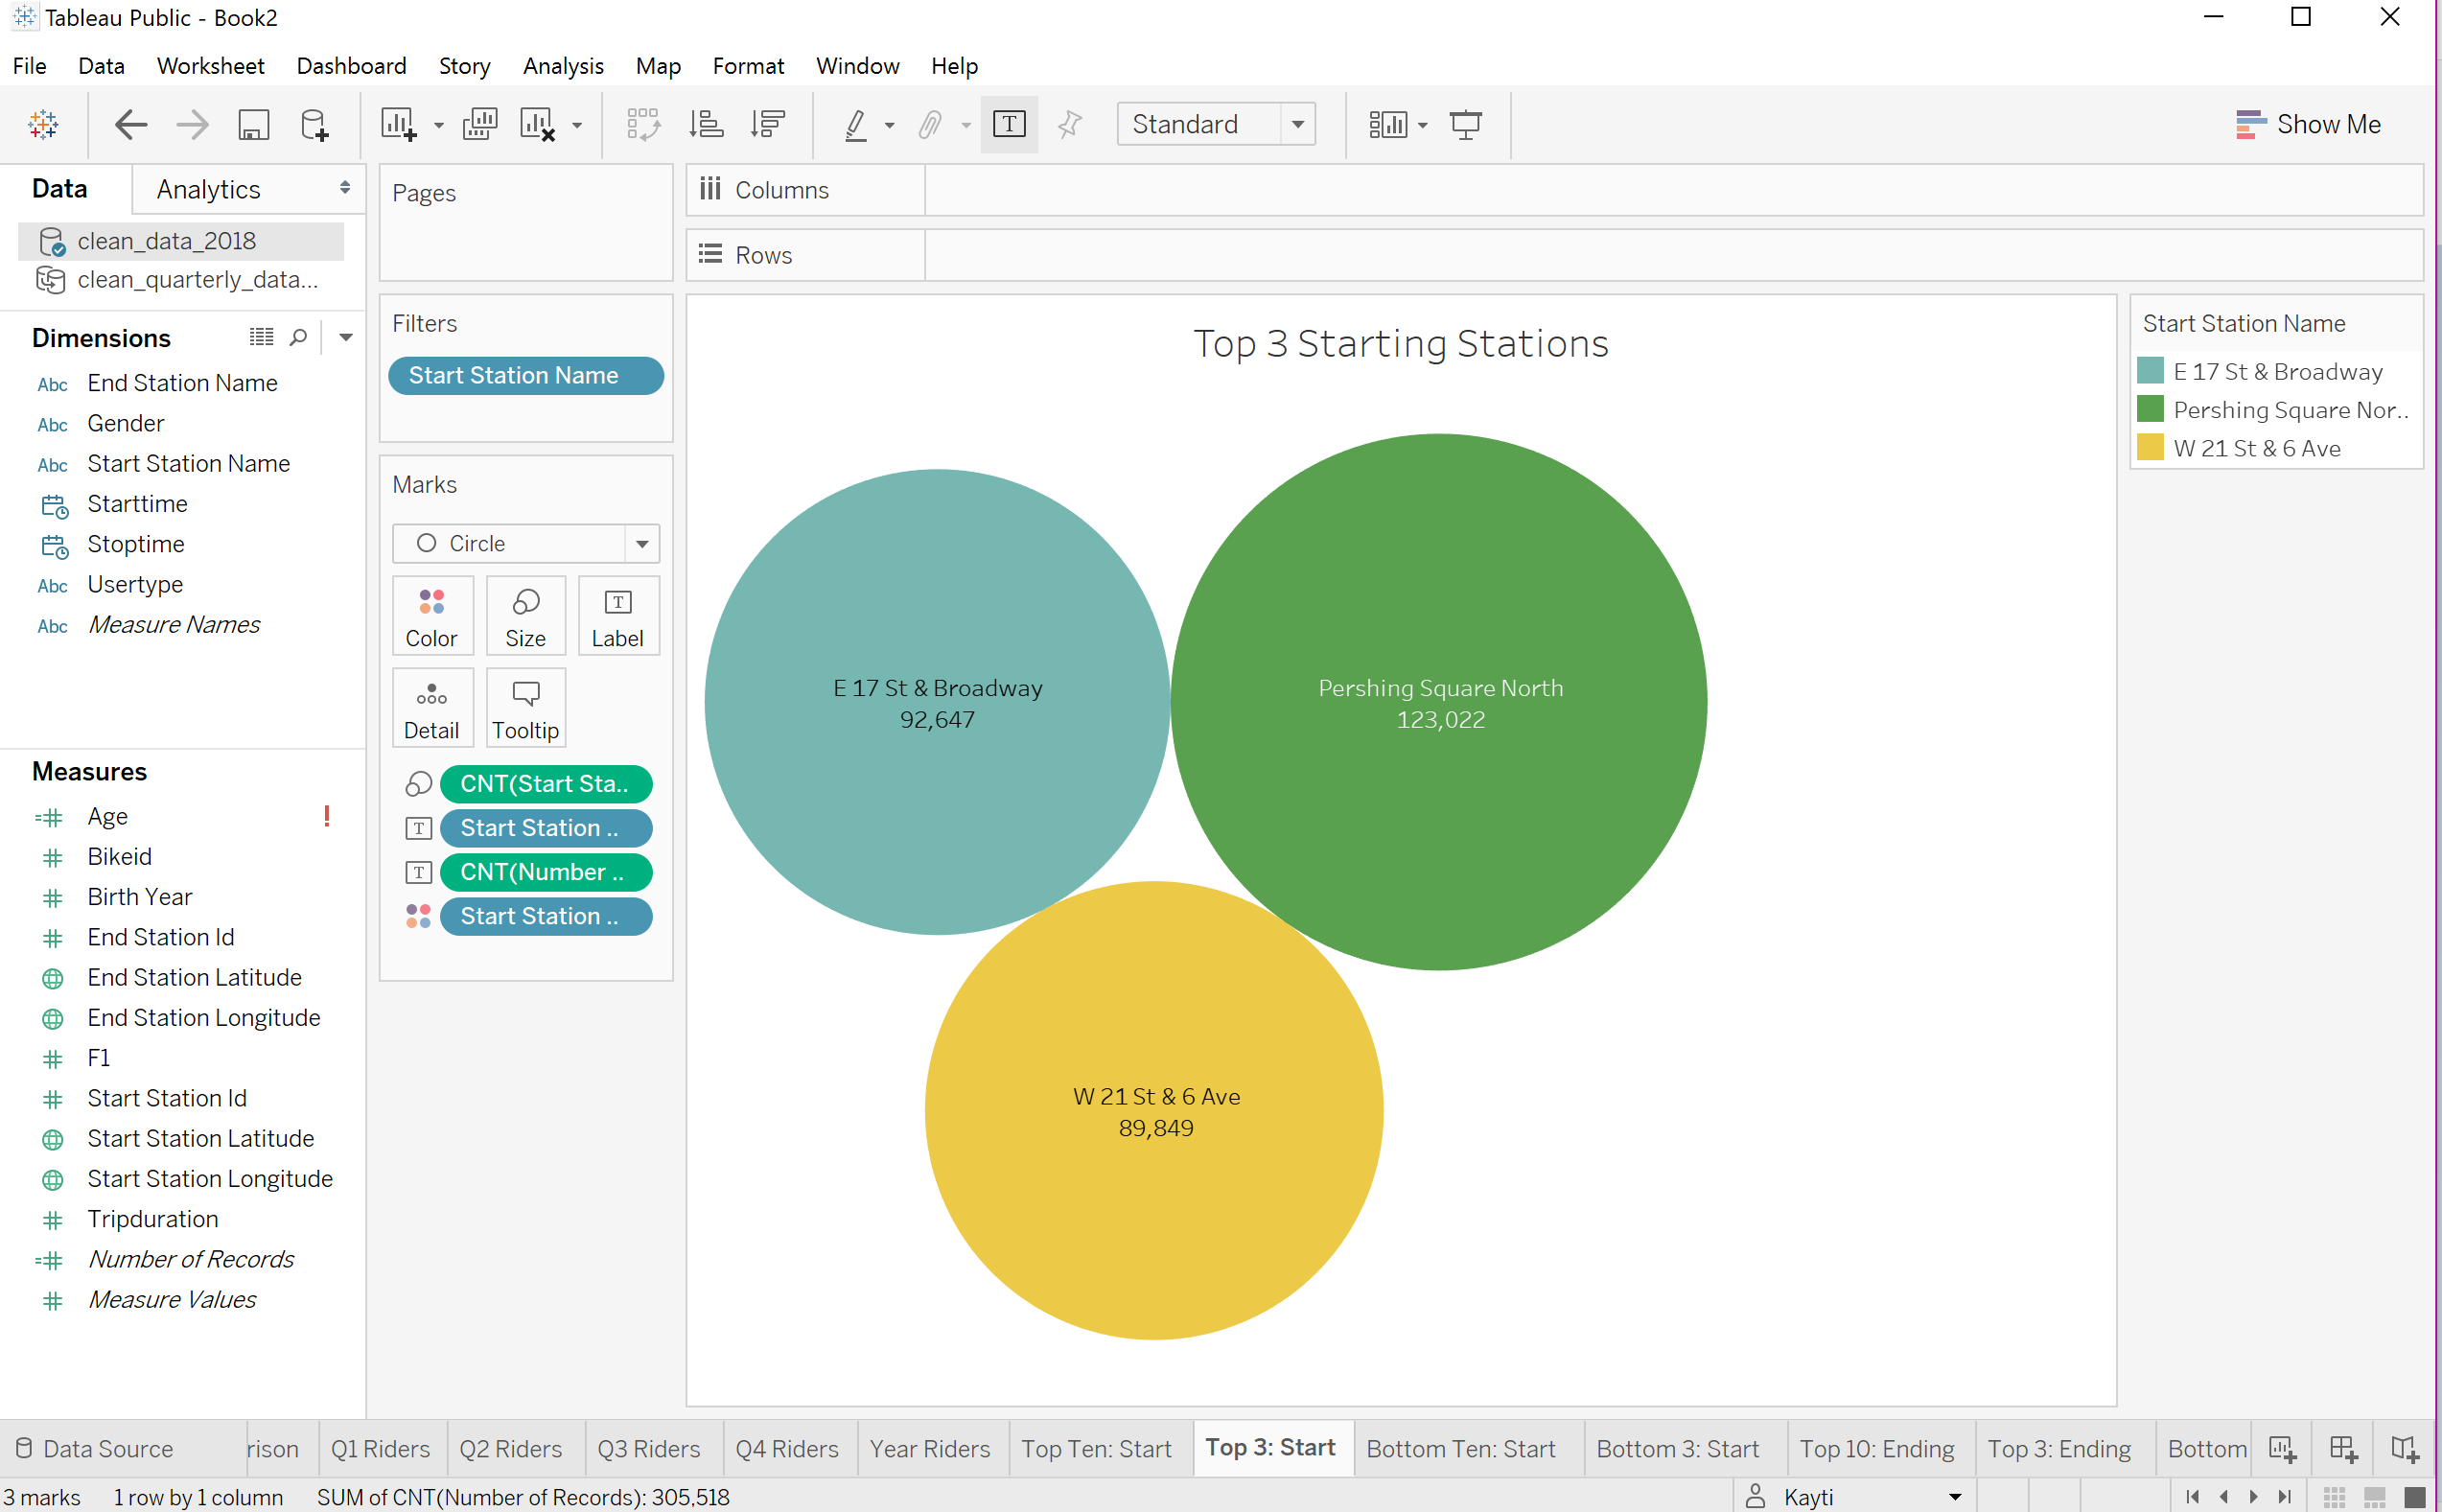 Tableau Public - Book2
File Data Worksheet Dashboard Story Analysis Map Format Window Help
Standard
Show Me
Data Analytics
clean_data_2018
clean_quarterly_data...
Dimensions
Abc End Station Name
Abc Gender
Abc Start Station Name
Starttime
Stoptime
Abc Usertype
Abc Measure Names
Measures
Age !
Bikeid
Birth Year
End Station Id
End Station Latitude
End Station Longitude
F1
Start Station Id
Start Station Latitude
Start Station Longitude
Tripduration
Number of Records
Measure Values
Pages
Filters
Start Station Name
Marks
Circle
Color Size Label
Detail Tooltip
CNT(Start Sta..
Start Station ..
CNT(Number ..
Start Station ..
Columns
Rows
Top 3 Starting Stations
E 17 St & Broadway
92,647
Pershing Square North
123,022
W 21 St & 6 Ave
89,849
Start Station Name
E 17 St & Broadway
Pershing Square Nor..
W 21 St & 6 Ave
Data Source rison Q1 Riders Q2 Riders Q3 Riders Q4 Riders Year Riders Top Ten: Start Top 3: Start Bottom Ten: Start Bottom 3: Start Top 10: Ending Top 3: Ending Bottom
3 marks 1 row by 1 column SUM of CNT(Number of Records): 305,518 Kayti